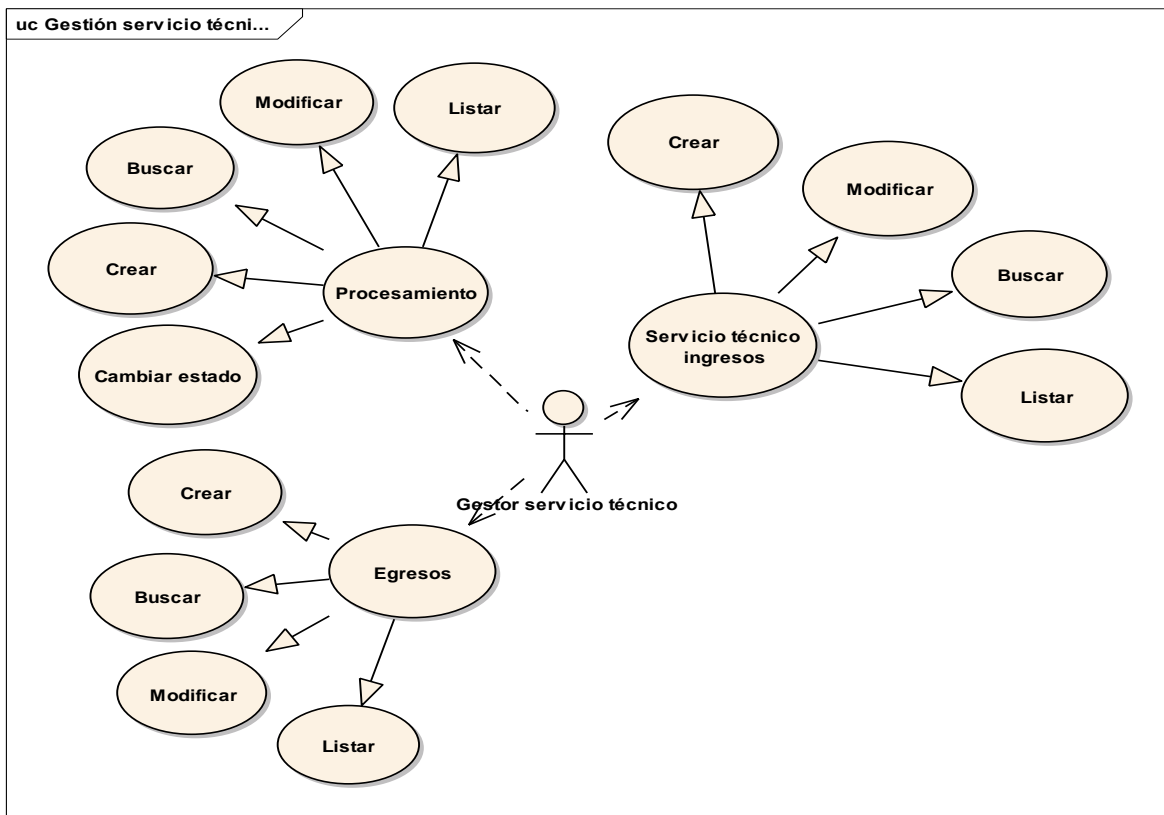 uc Gestión servicio técni...
Modificar
Listar
Buscar
Crear
Procesamiento
Cambiar estado
Crear
Modificar
Buscar
Servicio técnico
ingresos
Listar
Gestor servicio técnico
Crear
Egresos
Buscar
Modificar
Listar